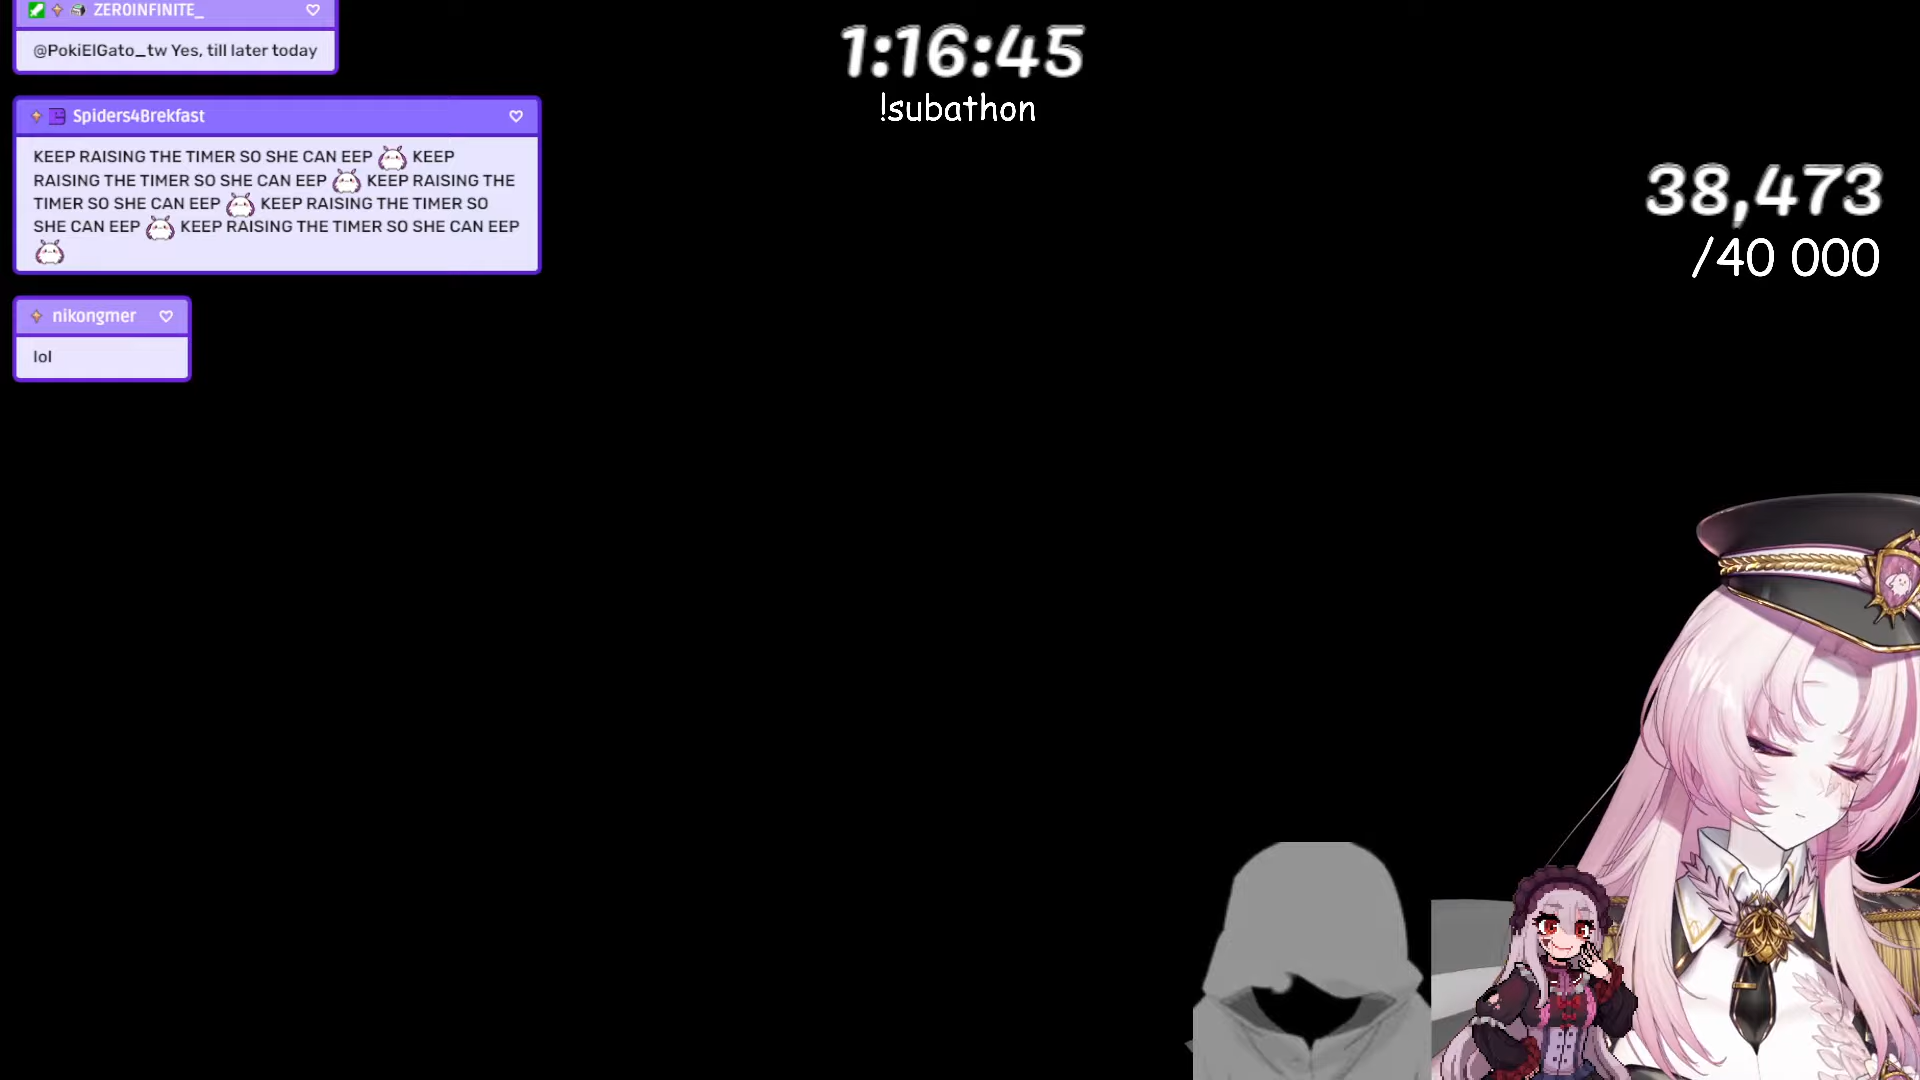 ZEROINFINITE_
@PokiElGato_tw Yes, till later today
Spiders4Brekfast
KEEP RAISING THE TIMER SO SHE CAN EEP KEEP
RAISING THE TIMER SO SHE CAN EEP KEEP RAISING THE
TIMER SO SHE CAN EEP KEEP RAISING THE TIMER SO
SHE CAN EEP KEEP RAISING THE TIMER SO SHE CAN EEP
nikongmer
lol
1:16:45
!subathon
38,473
/40 000